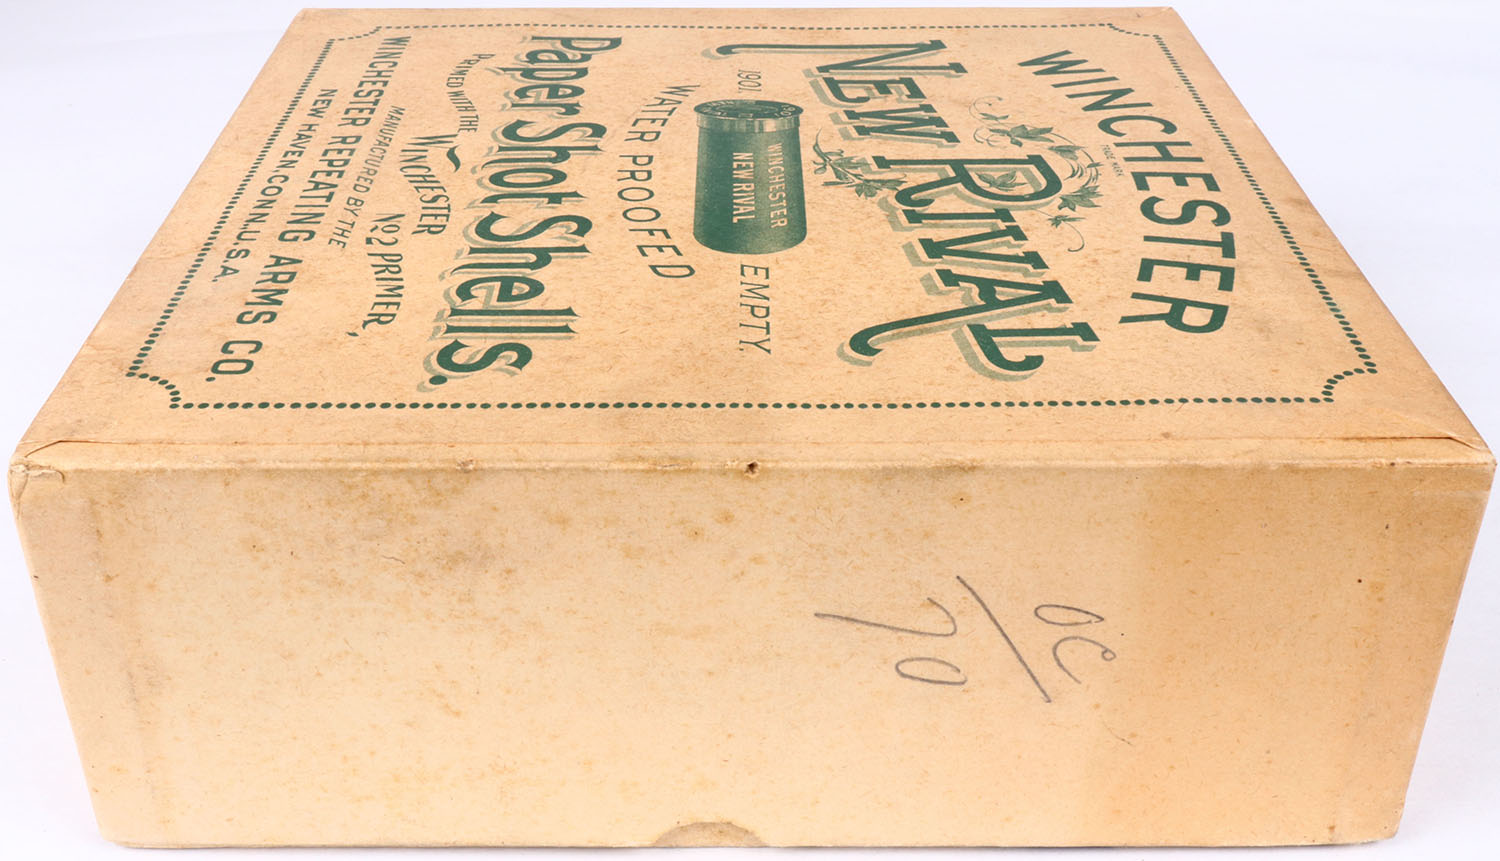 WINCHESTER
TRADE MARK
NEW RIVAL
1901.
WINCHESTER
NEW RIVAL
EMPTY.
WATER PROOFED
Paper Shot Shells.
PRIMED WITH THE
WINCHESTER
No 2 PRIMER,
MANUFACTURED BY THE
WINCHESTER REPEATING ARMS CO.
NEW HAVEN, CONN., U.S.A.
oc
70